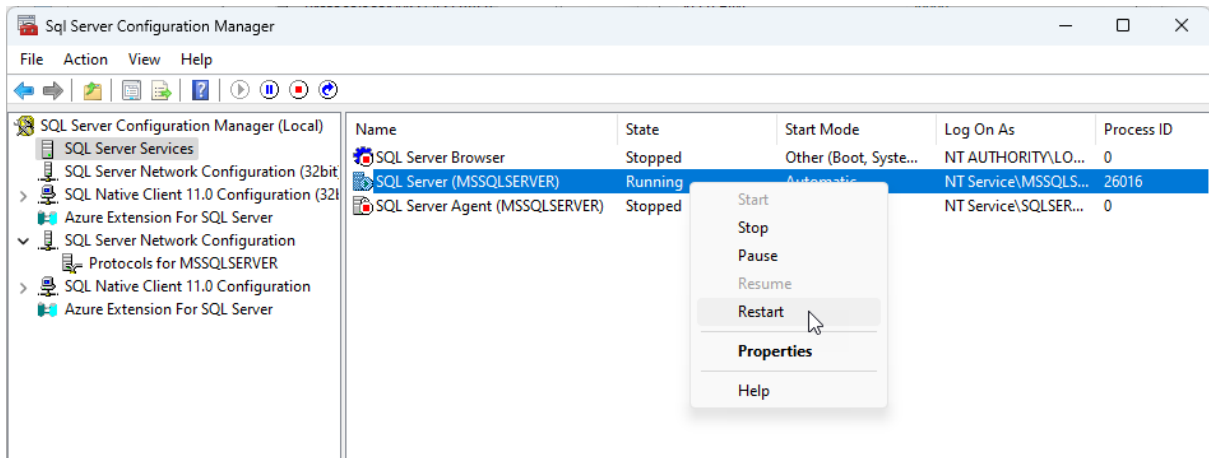 Sql Server Configuration Manager
File Action View Help
SQL Server Configuration Manager (Local)
SQL Server Services
SQL Server Network Configuration (32bit
SQL Native Client 11.0 Configuration (32
Azure Extension For SQL Server
SQL Server Network Configuration
Protocols for MSSQLSERVER
SQL Native Client 11.0 Configuration
Azure Extension For SQL Server
Name State Start Mode Log On As Process ID
SQL Server Browser Stopped Other (Boot, Syste... NT AUTHORITY\LO... 0
SQL Server (MSSQLSERVER) Running Automatic NT Service\MSSQLS... 26016
SQL Server Agent (MSSQLSERVER) Stopped NT Service\SQLSER... 0
Start
Stop
Pause
Resume
Restart
Properties
Help